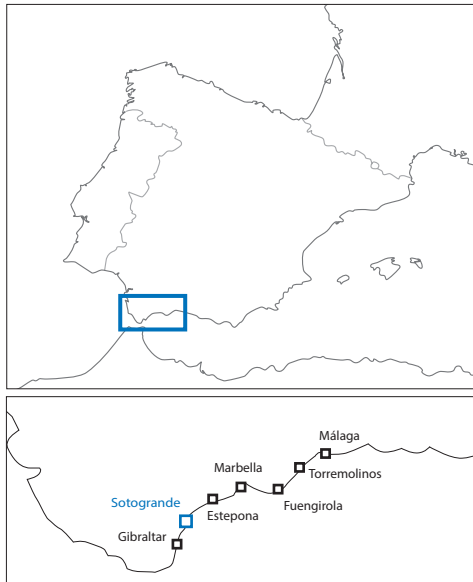 Málaga
Marbella
Torremolinos
Sotogrande
Estepona
Fuengirola
Gibraltar